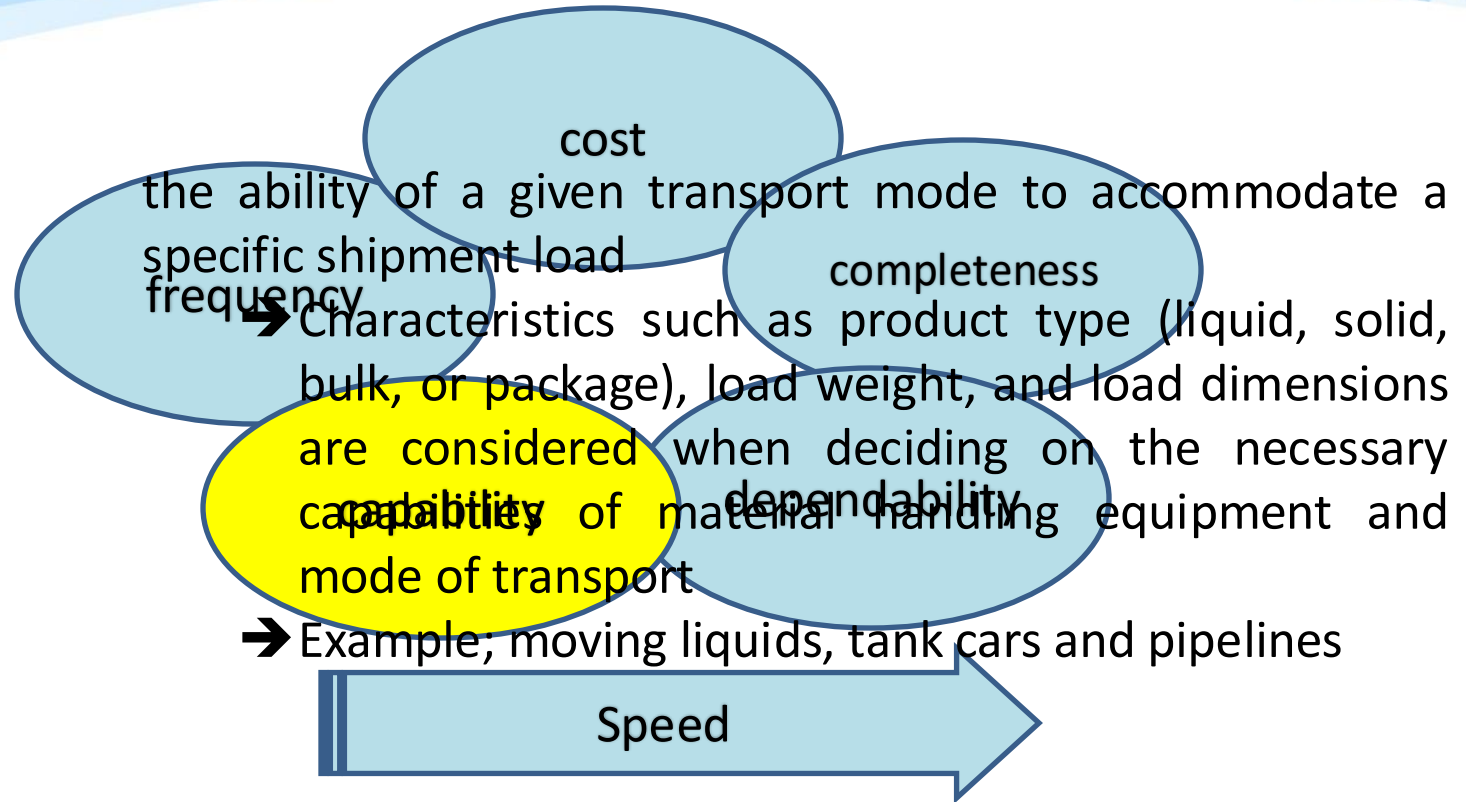 cost
the ability of a given transport mode to accommodate a
specific shipment load
completeness
frequency
➔Characteristics such as product type (liquid, solid,
bulk, or package), load weight, and load dimensions
are considered when deciding on the necessary
capabilities of material handling equipment and
capability
dependability
mode of transport
➔Example; moving liquids, tank cars and pipelines
Speed